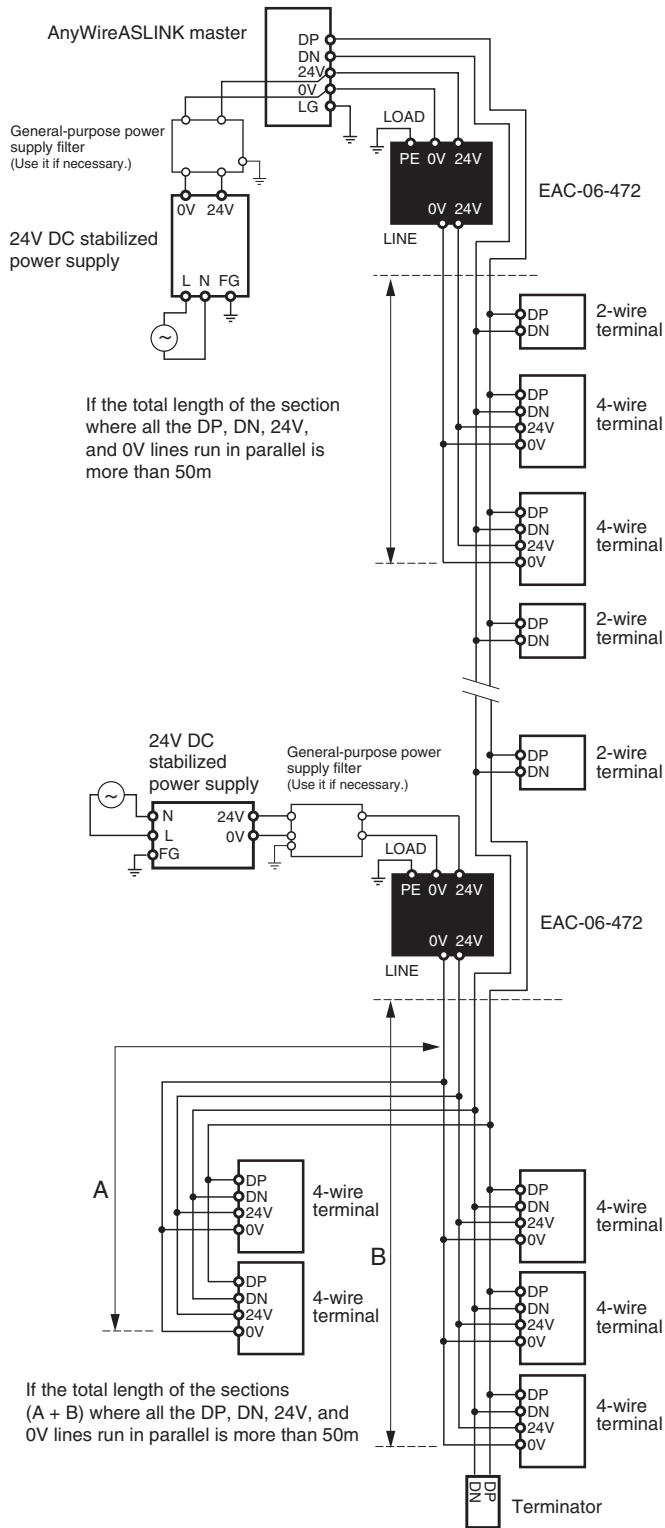 AnyWireASLINK master
DP
DN
24V
0V
LG
General-purpose power
supply filter
(Use it if necessary.)
LOAD
PE 0V 24V
0V 24V
LINE
EAC-06-472
0V 24V
24V DC stabilized
power supply
L N FG
~
DP
DN
2-wire
terminal
If the total length of the section
where all the DP, DN, 24V,
and 0V lines run in parallel is
more than 50m
DP
DN
24V
0V
4-wire
terminal
DP
DN
24V
0V
4-wire
terminal
DP
DN
2-wire
terminal
DP
DN
2-wire
terminal
24V DC
stabilized
power supply
~
N
L
FG
24V
0V
General-purpose power
supply filter
(Use it if necessary.)
LOAD
PE 0V 24V
0V 24V
LINE
EAC-06-472
A
B
DP
DN
24V
0V
4-wire
terminal
DP
DN
24V
0V
4-wire
terminal
DP
DN
24V
0V
4-wire
terminal
DP
DN
24V
0V
4-wire
terminal
DP
DN
24V
0V
4-wire
terminal
If the total length of the sections
(A + B) where all the DP, DN, 24V, and
0V lines run in parallel is more than 50m
DP
DN
Terminator